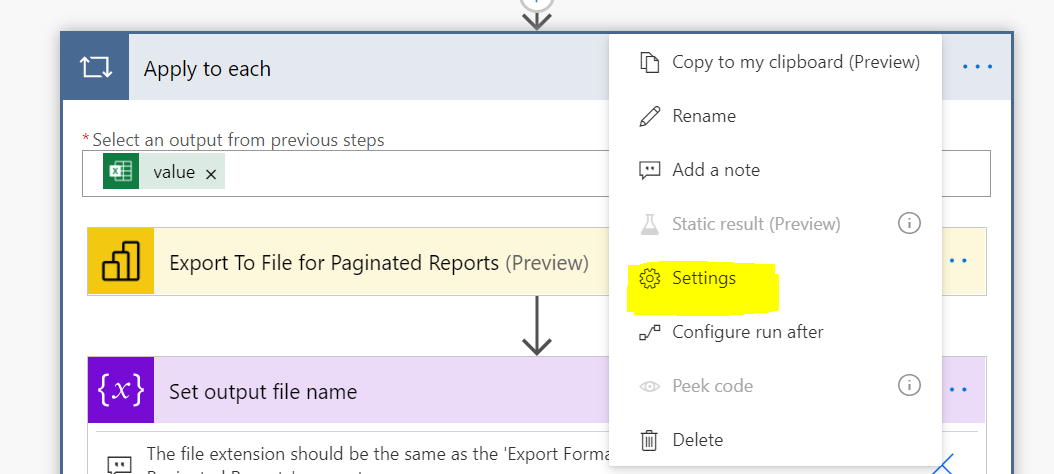 Apply to each
Copy to my clipboard (Preview)
Rename
Add a note
Static result (Preview)
Settings
Configure run after
Peek code
Delete
* Select an output from previous steps
value ×
Export To File for Paginated Reports (Preview)
{x} Set output file name
The file extension should be the same as the 'Export Forma